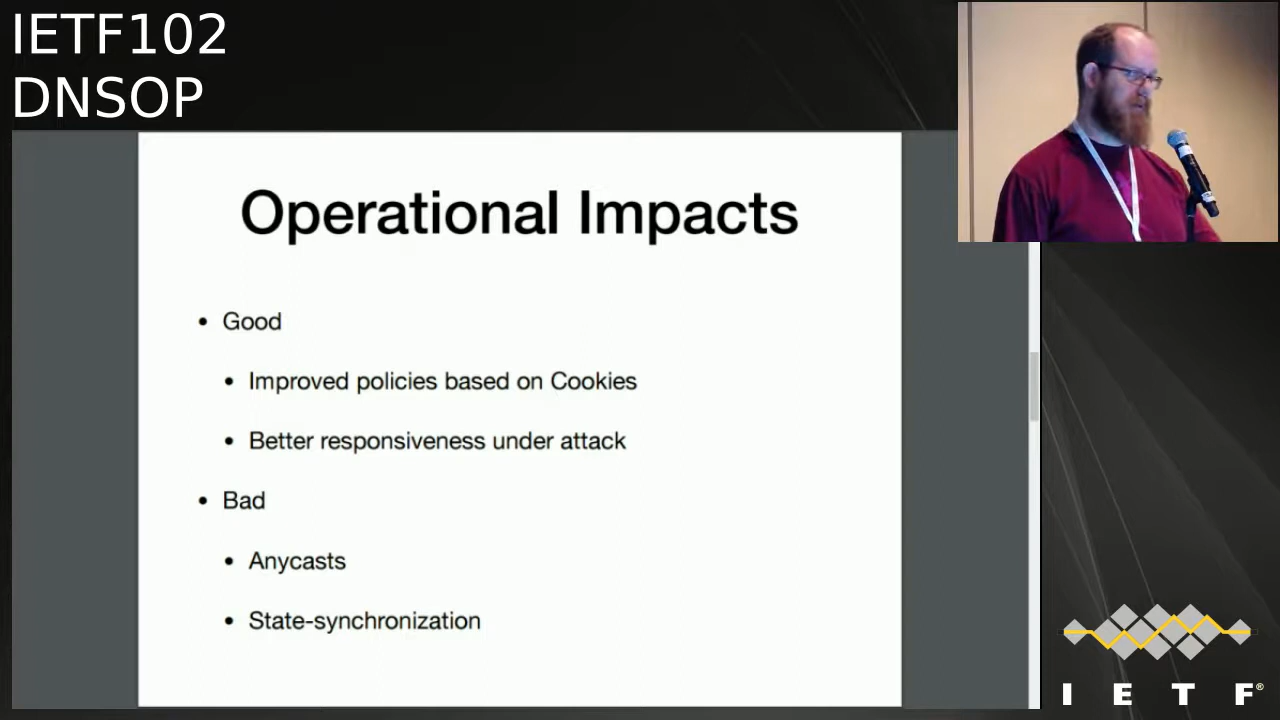 IETF102
DNSOP
Operational Impacts
• Good
• Improved policies based on Cookies
• Better responsiveness under attack
• Bad
• Anycasts
• State-synchronization
I E T F®